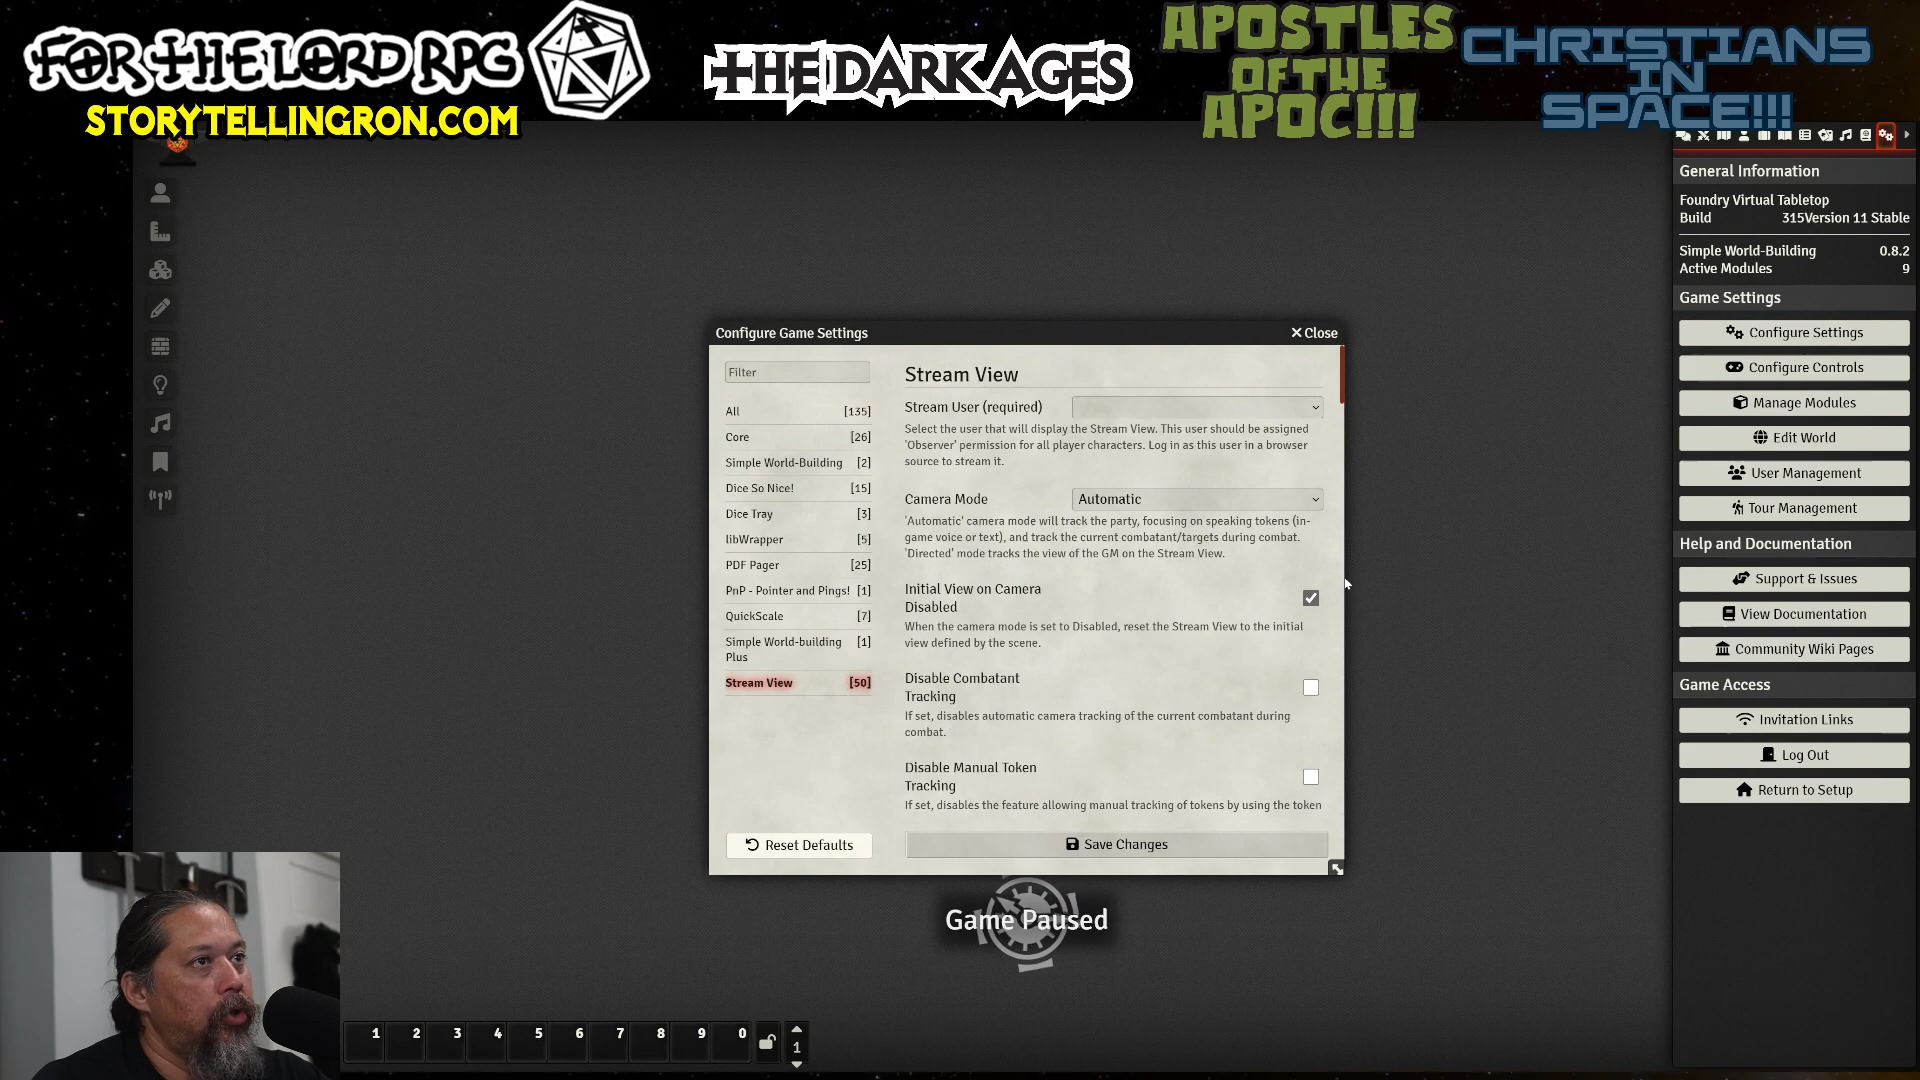 FOR THE LORD RPG
STORYTELLINGRON.COM
THE DARK AGES
APOSTLES
OF THE
APOC!!!
CHRISTIANS
IN
SPACE!!!
General Information
Foundry Virtual Tabletop
Build 315Version 11 Stable
Simple World-Building 0.8.2
Active Modules 9
Game Settings
Configure Settings
Configure Controls
Manage Modules
Edit World
User Management
Tour Management
Help and Documentation
Support & Issues
View Documentation
Community Wiki Pages
Game Access
Invitation Links
Log Out
Return to Setup
Configure Game Settings
Close
Filter
All [135]
Core [26]
Simple World-Building [2]
Dice So Nice! [15]
Dice Tray [3]
libWrapper [5]
PDF Pager [25]
PnP - Pointer and Pings! [1]
QuickScale [7]
Simple World-building [1]
Plus
Stream View [50]
Reset Defaults
Stream View
Stream User (required)
Select the user that will display the Stream View. This user should be assigned
'Observer' permission for all player characters. Log in as this user in a browser
source to stream it.
Camera Mode Automatic
'Automatic' camera mode will track the party, focusing on speaking tokens (in-
game voice or text), and track the current combatant/targets during combat.
'Directed' mode tracks the view of the GM on the Stream View.
Initial View on Camera
Disabled
When the camera mode is set to Disabled, reset the Stream View to the initial
view defined by the scene.
Disable Combatant
Tracking
If set, disables automatic camera tracking of the current combatant during
combat.
Disable Manual Token
Tracking
If set, disables the feature allowing manual tracking of tokens by using the token
Save Changes
Game Paused
1 2 3 4 5 6 7 8 9 0
1